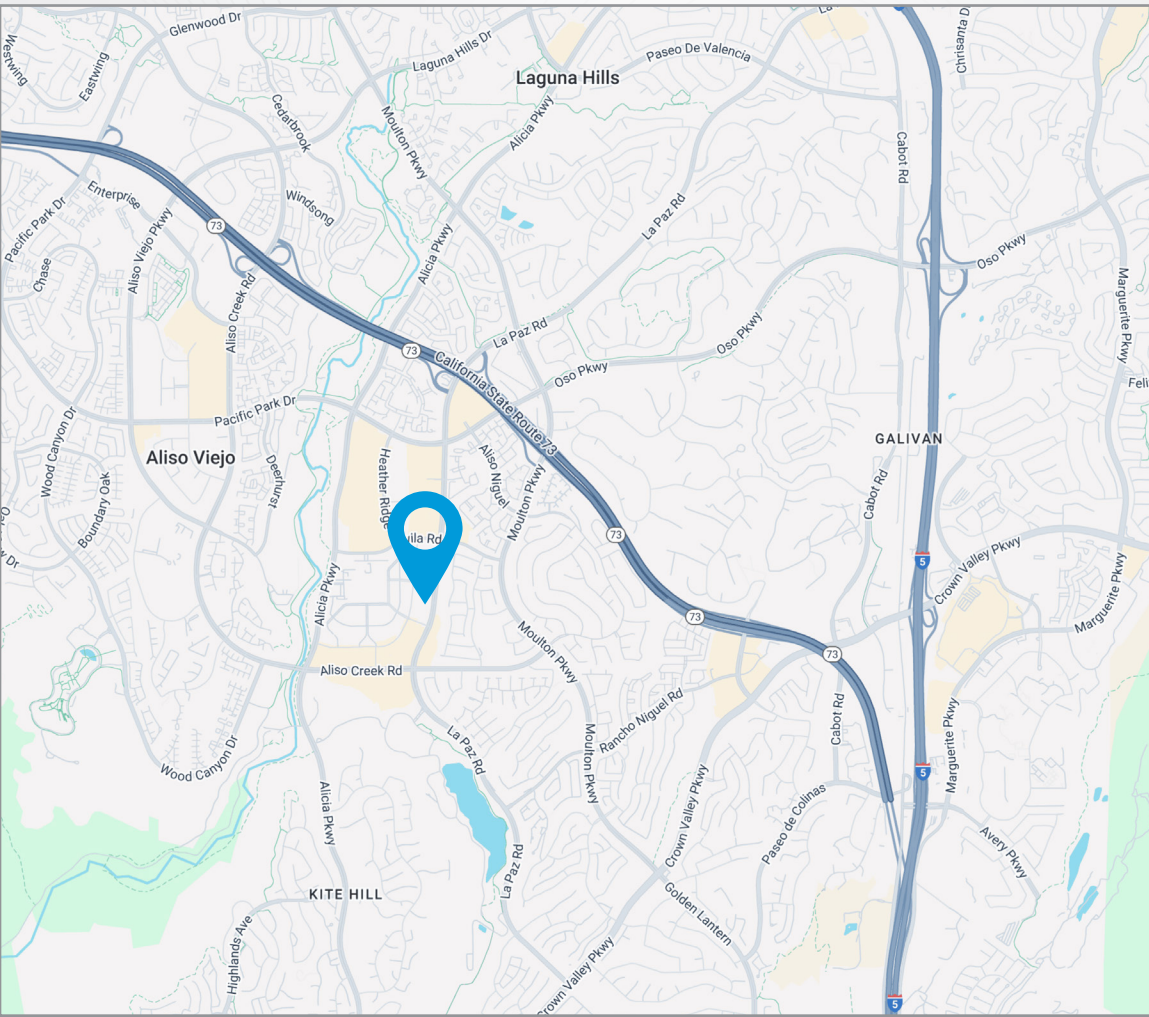 Glenwood Dr
La
Chrisanta D
Westwing
Eastwing
Laguna Hills Dr
Paseo De Valencia
Laguna Hills
Cedarbrook
Moulton Pkwy
Alicia Pkwy
Cabot Rd
Enterprise
Windsong
Pacific Park Dr
Aliso Viejo Pkwy
73
La Paz Rd
Alicia Pkwy
Oso Pkwy
Chase
Aliso Creek Rd
Marguerite Pkwy
La Paz Rd
Oso Pkwy
73
California State Route 73
Oso Pkwy
Feli
Pacific Park Dr
Wood Canyon Dr
Aliso Viejo
Heather Ridge
Aliso Niguel
GALIVAN
Deerhurst
Boundary Oak
Moulton Pkwy
Cabot Rd
uila Rd
73
w Dr
5
Crown Valley Pkwy
Alicia Pkwy
Marguerite Pkwy
73
Moulton Pkwy
73
Aliso Creek Rd
Rancho Niguel Rd
Cabot Rd
Marguerite Pkwy
La Paz Rd
Wood Canyon Dr
Moulton Pkwy
5
Alicia Pkwy
Crown Valley Pkwy
Paseo de Colinas
Avery Pkwy
La Paz Rd
KITE HILL
Golden Lantern
Highlands Ave
Crown Valley Pkwy
5